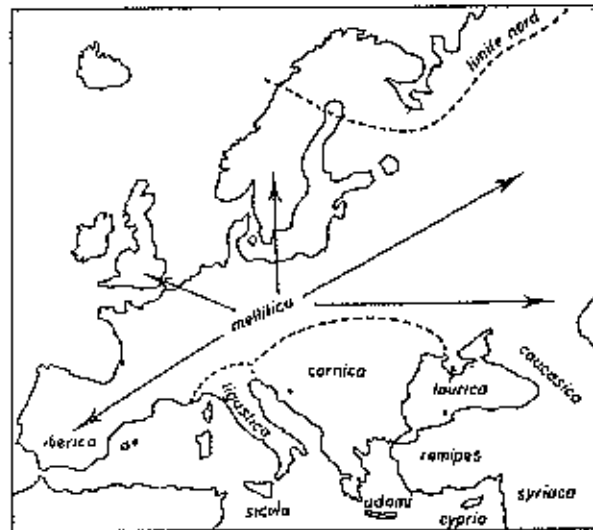 limite nord
mellifica
carnica
caucasica
ligustica
taurica
iberica
remipes
sicula
adami
cypria
syriaca